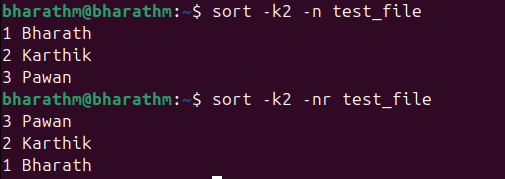 bharathm@bharathm:~$ sort -k2 -n test_file
1 Bharath
2 Karthik
3 Pawan
bharathm@bharathm:~$ sort -k2 -nr test_file
3 Pawan
2 Karthik
1 Bharath